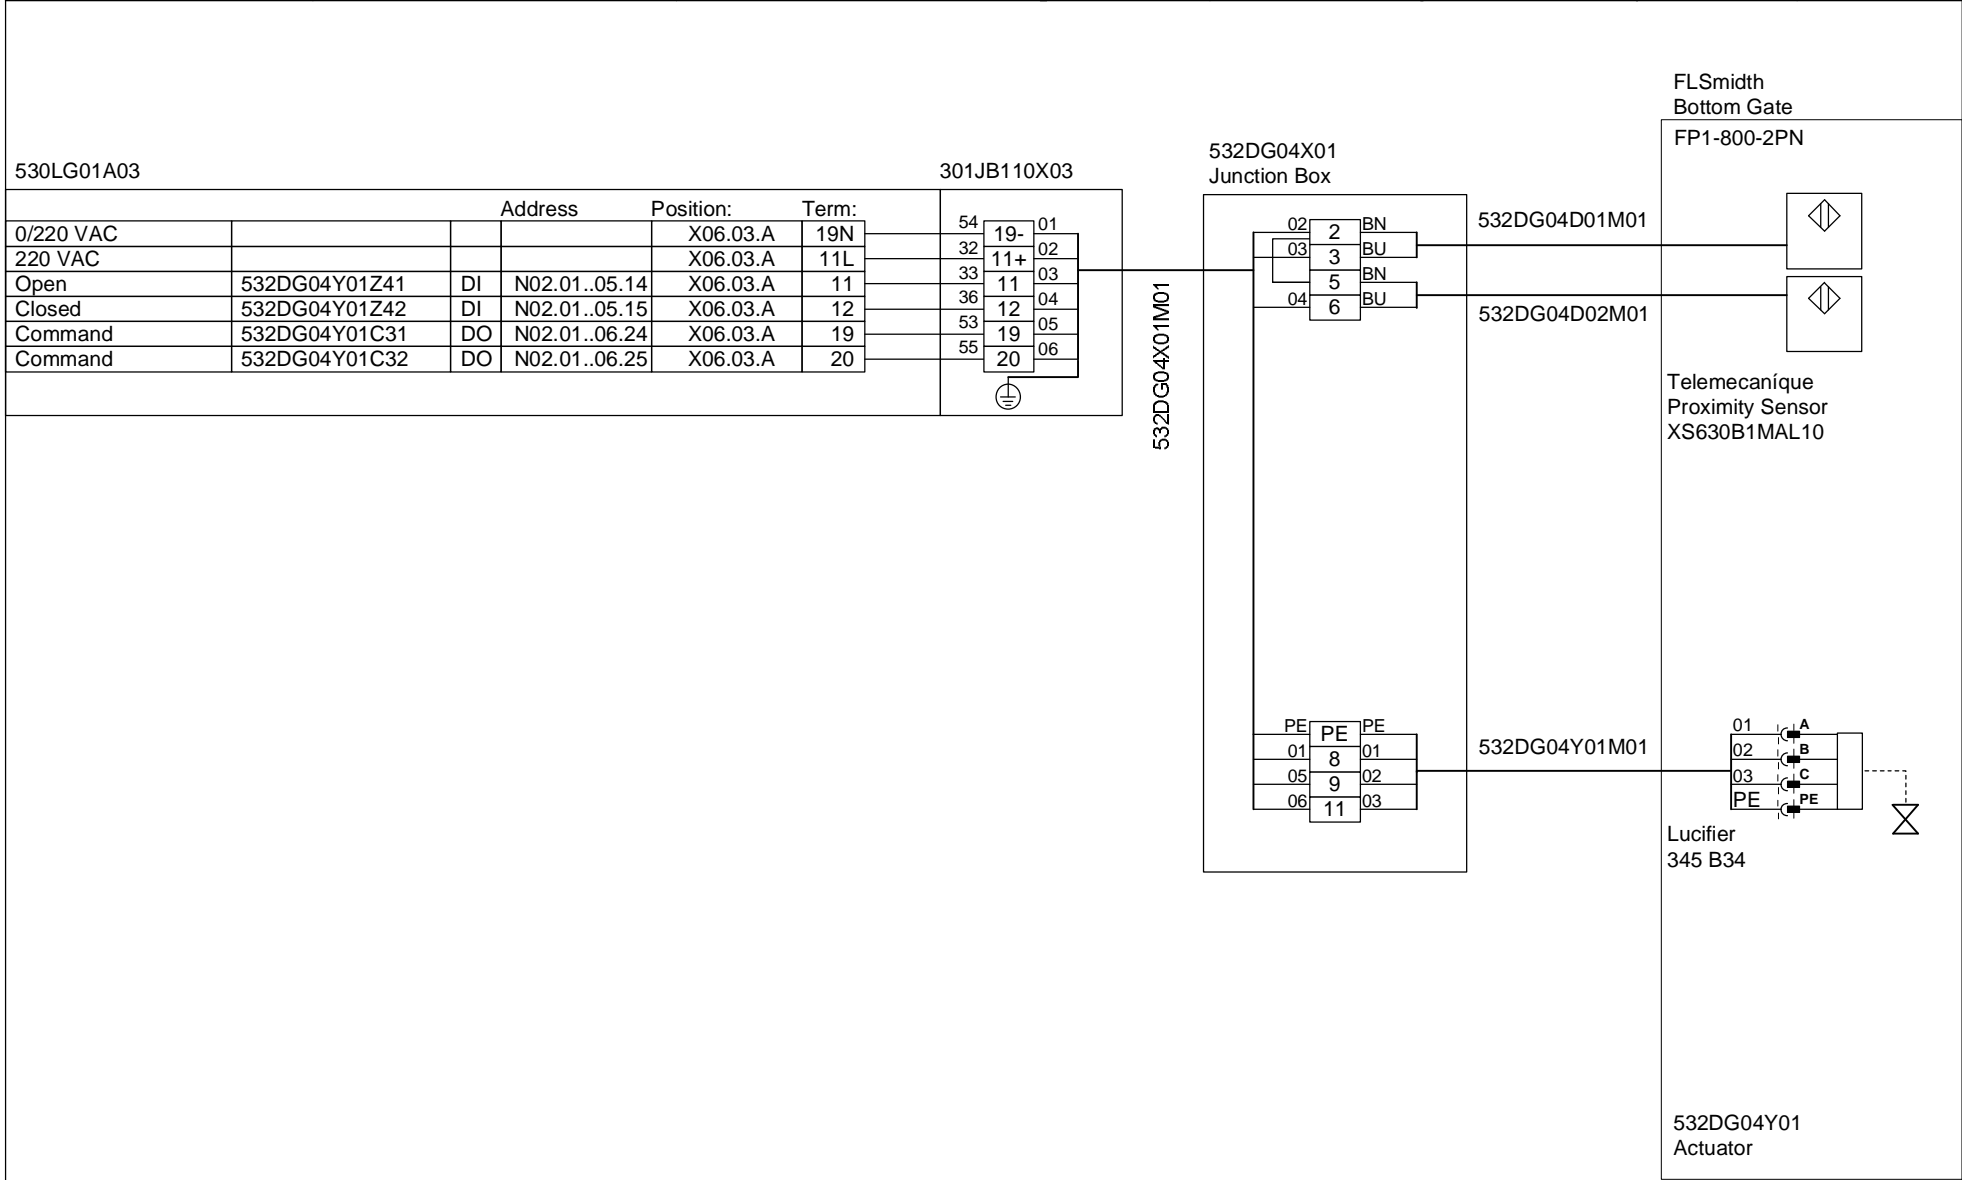 FLSmidth
Bottom Gate
FP1-800-2PN
530LG01A03
301JB110X03
532DG04X01
Junction Box
Address Position: Term:
0/220 VAC X06.03.A 19N 54 19- 01
220 VAC X06.03.A 11L 32 11+ 02
Open 532DG04Y01Z41 DI N02.01..05.14 X06.03.A 11 33 11 03
Closed 532DG04Y01Z42 DI N02.01..05.15 X06.03.A 12 36 12 04
Command 532DG04Y01C31 DO N02.01..06.24 X06.03.A 19 53 19 05
Command 532DG04Y01C32 DO N02.01..06.25 X06.03.A 20 55 20 06
532DG04X01M01
02 2 BN
03 3 BU
5 BN
04 6 BU
532DG04D01M01
532DG04D02M01
Telemecaníque
Proximity Sensor
XS630B1MAL10
PE PE PE
01 8 01
05 9 02
06 11 03
532DG04Y01M01
01 A
02 B
03 C
PE PE
Lucifier
345 B34
532DG04Y01
Actuator